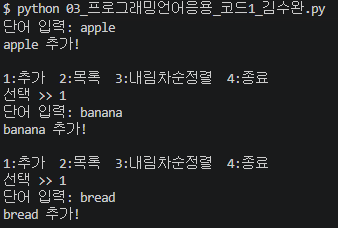 $ python 03_프로그래밍언어응용_코드1_김수완.py
단어 입력: apple
apple 추가!
1:추가 2:목록 3:내림차순정렬 4:종료
선택 >> 1
단어 입력: banana
banana 추가!
1:추가 2:목록 3:내림차순정렬 4:종료
선택 >> 1
단어 입력: bread
bread 추가!